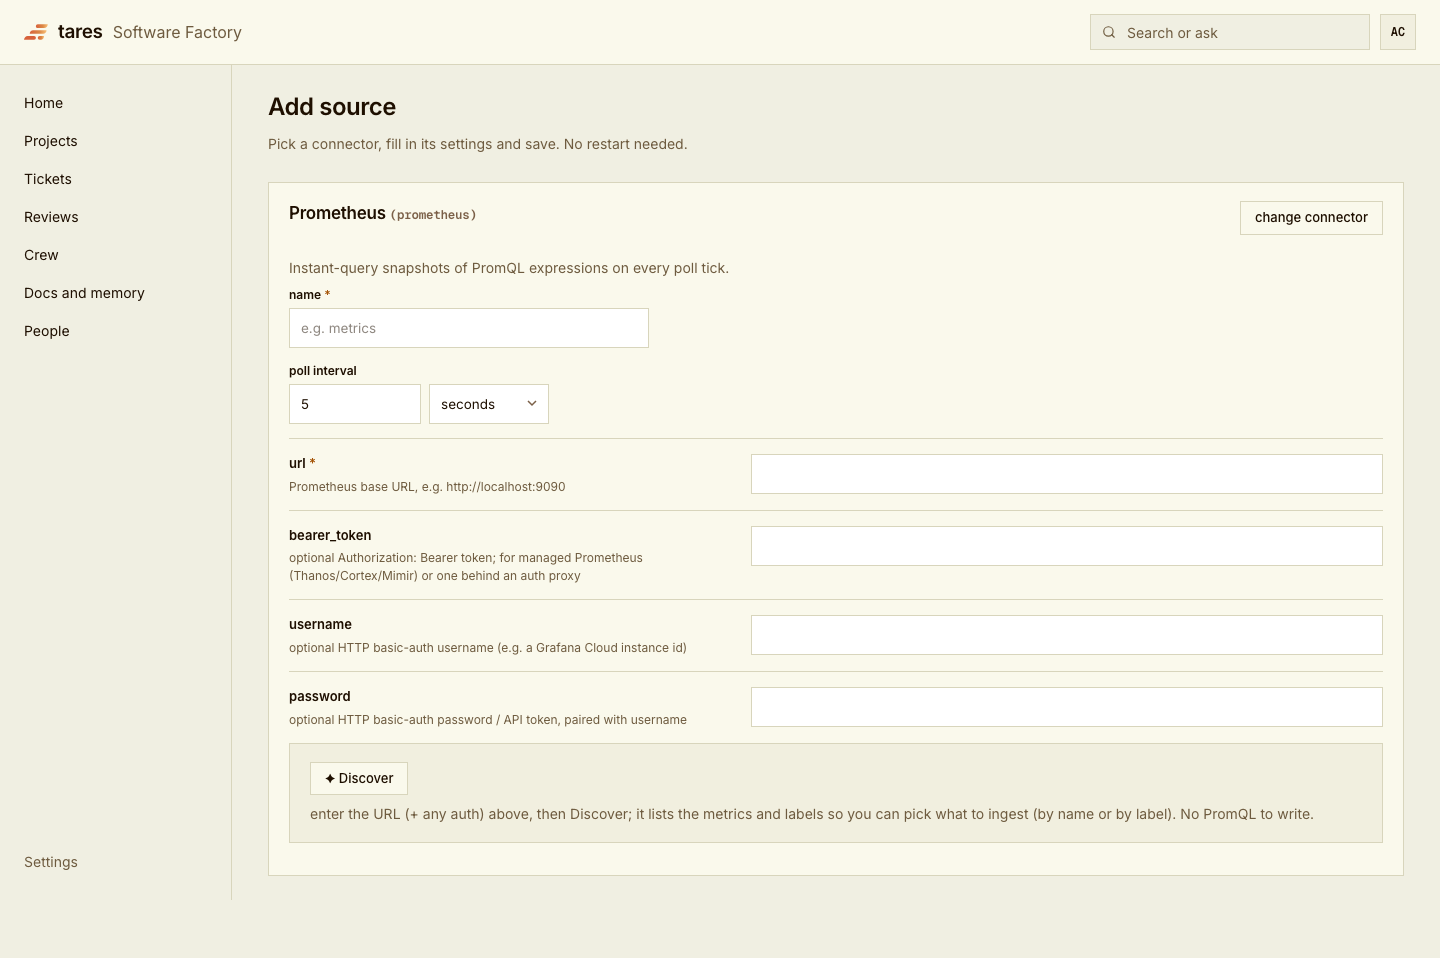 tares Software Factory
Search or ask
AC
Home
Projects
Tickets
Reviews
Crew
Docs and memory
People
Settings
Add source
Pick a connector, fill in its settings and save. No restart needed.
Prometheus (prometheus)
change connector
Instant-query snapshots of PromQL expressions on every poll tick.
name *
e.g. metrics
poll interval
5
seconds
url *
Prometheus base URL, e.g. http://localhost:9090
bearer_token
optional Authorization: Bearer token; for managed Prometheus
(Thanos/Cortex/Mimir) or one behind an auth proxy
username
optional HTTP basic-auth username (e.g. a Grafana Cloud instance id)
password
optional HTTP basic-auth password / API token, paired with username
✦ Discover
enter the URL (+ any auth) above, then Discover; it lists the metrics and labels so you can pick what to ingest (by name or by label). No PromQL to write.